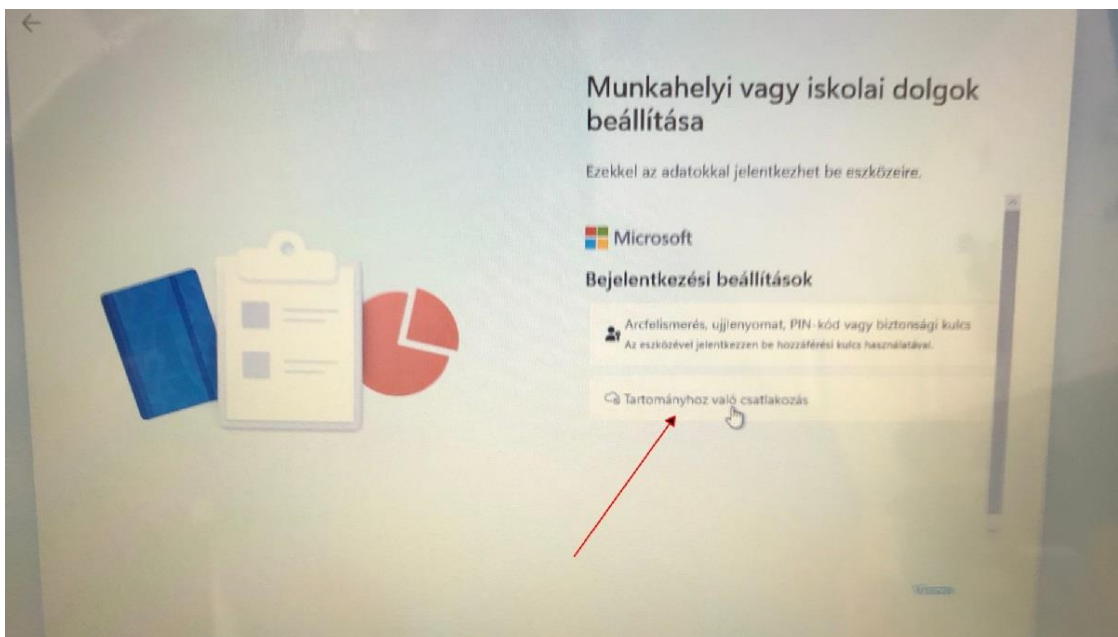 Munkahelyi vagy iskolai dolgok
beállítása
Ezekkel az adatokkal jelentkezhet be eszközeire.
Microsoft
Bejelentkezési beállítások
Arcfelismerés, ujjlenyomat, PIN-kód vagy biztonsági kulcs
Az eszközével jelentkezzen be hozzáférési kulcs használatával.
Tartományhoz való csatlakozás